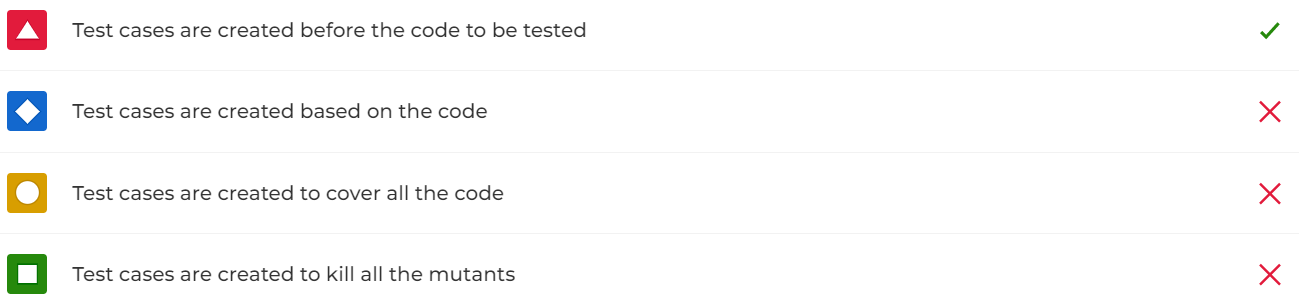 Test cases are created before the code to be tested
Test cases are created based on the code
Test cases are created to cover all the code
Test cases are created to kill all the mutants